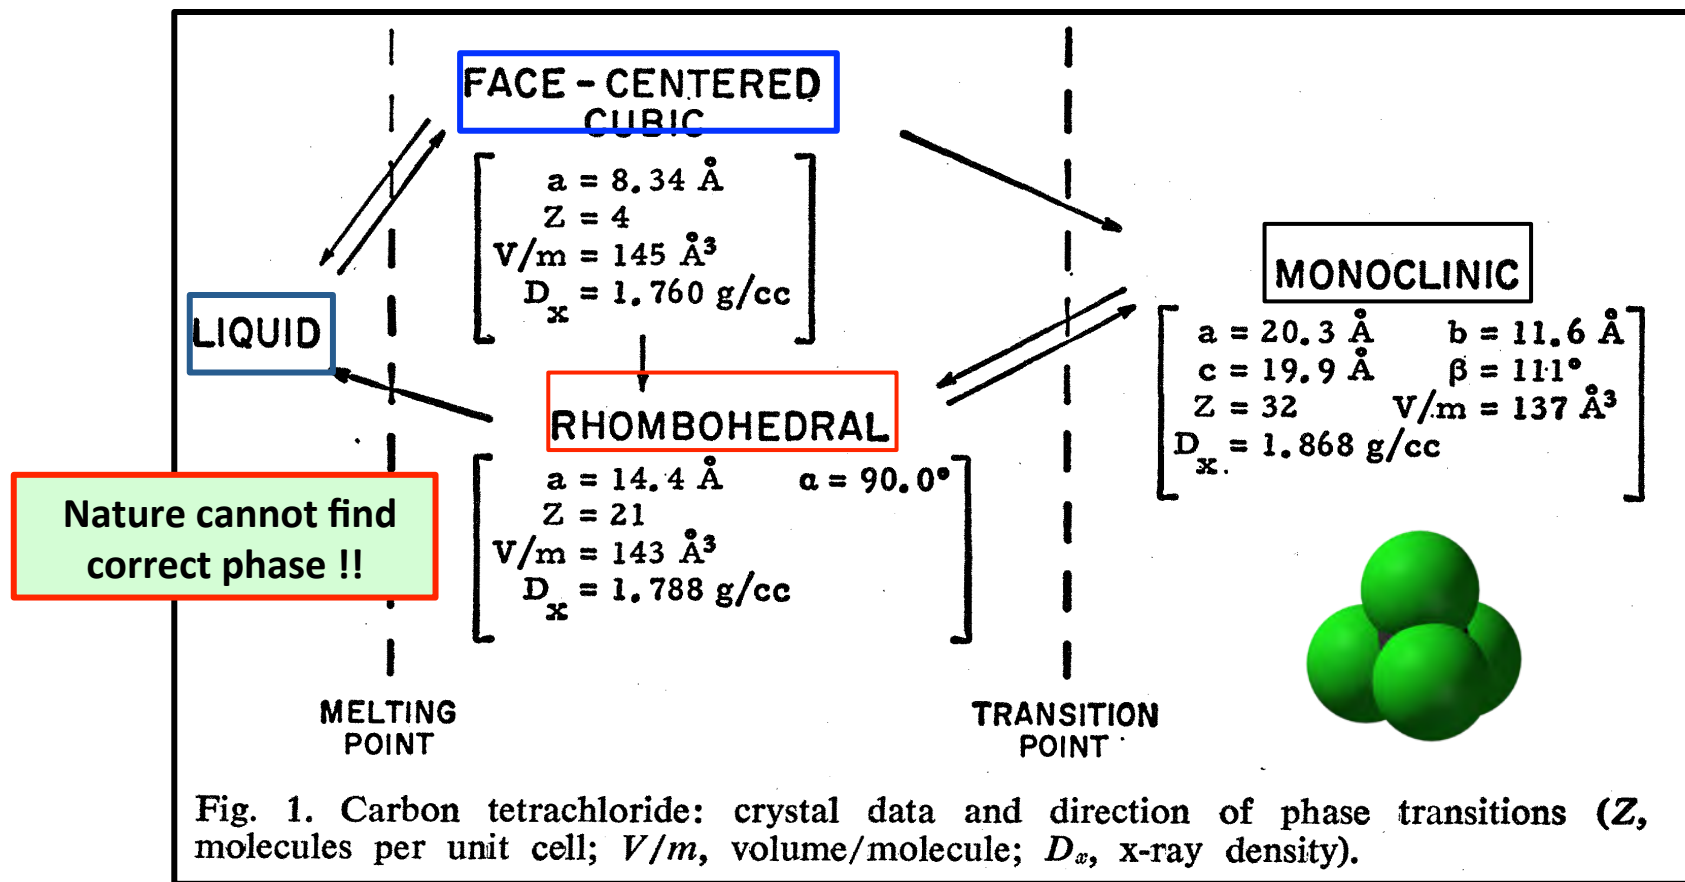 FACE-CENTERED
CUBIC
a = 8.34 Å
Z = 4
V/m = 145 Å³
Dx = 1.760 g/cc
LIQUID
MONOCLINIC
a = 20.3 Å b = 11.6 Å
c = 19.9 Å β = 111°
Z = 32 V/m = 137 Å³
Dx = 1.868 g/cc
RHOMBOHEDRAL
a = 14.4 Å α = 90.0°
Z = 21
V/m = 143 Å³
Dx = 1.788 g/cc
Nature cannot find
correct phase !!
MELTING
POINT
TRANSITION
POINT
Fig. 1. Carbon tetrachloride: crystal data and direction of phase transitions (Z,
molecules per unit cell; V/m, volume/molecule; Dx, x-ray density).